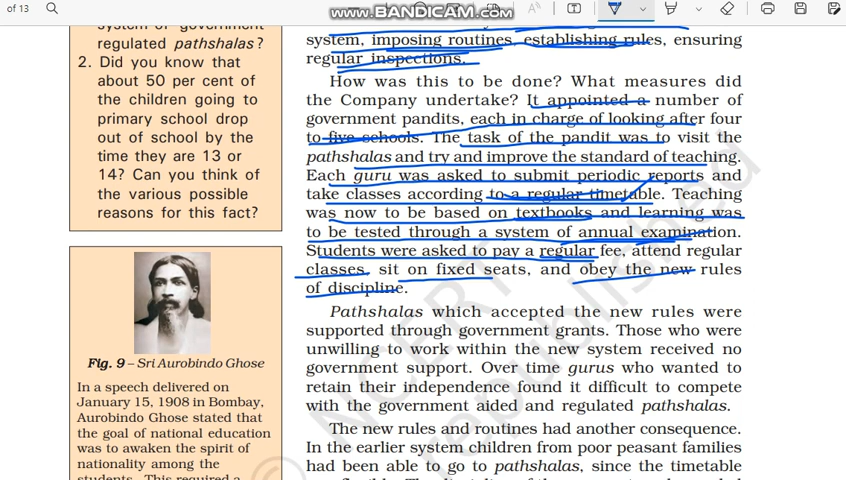 of 13
WWW.BANDICAM.COM
system of government
regulated pathshalas?
2. Did you know that
about 50 per cent of
the children going to
primary school drop
out of school by the
time they are 13 or
14? Can you think of
the various possible
reasons for this fact?
Fig. 9 – Sri Aurobindo Ghose
In a speech delivered on
January 15, 1908 in Bombay,
Aurobindo Ghose stated that
the goal of national education
was to awaken the spirit of
nationality among the
students. This required a
system, imposing routines, establishing rules, ensuring
regular inspections.
How was this to be done? What measures did
the Company undertake? It appointed a number of
government pandits, each in charge of looking after four
to five schools. The task of the pandit was to visit the
pathshalas and try and improve the standard of teaching.
Each guru was asked to submit periodic reports and
take classes according to a regular timetable. Teaching
was now to be based on textbooks and learning was
to be tested through a system of annual examination.
Students were asked to pay a regular fee, attend regular
classes, sit on fixed seats, and obey the new rules
of discipline.
Pathshalas which accepted the new rules were
supported through government grants. Those who were
unwilling to work within the new system received no
government support. Over time gurus who wanted to
retain their independence found it difficult to compete
with the government aided and regulated pathshalas.
The new rules and routines had another consequence.
In the earlier system children from poor peasant families
had been able to go to pathshalas, since the timetable
© NCERT
republished